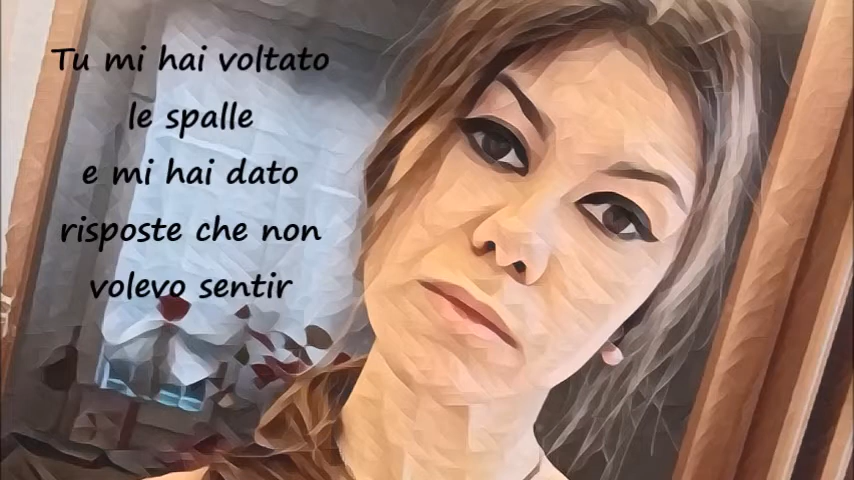 Tu mi hai voltato
le spalle
e mi hai dato
risposte che non
volevo sentir